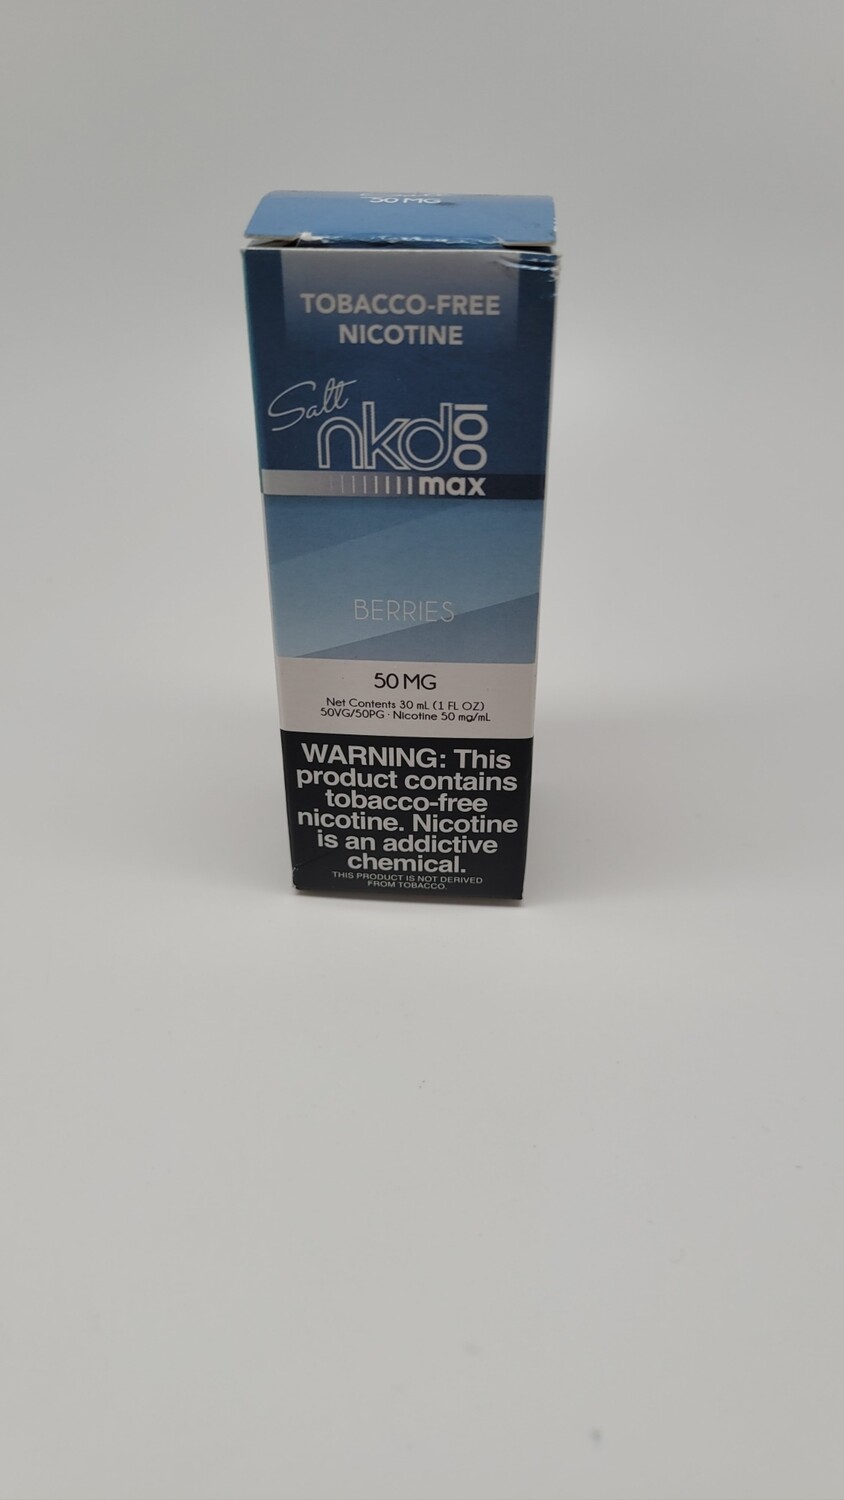 50 MG
TOBACCO-FREE
NICOTINE
Salt
nkd 100
max
BERRIES
50 MG
Net Contents 30 mL (1 FL OZ)
50VG/50PG · Nicotine 50 mg/mL
WARNING: This
product contains
tobacco-free
nicotine. Nicotine
is an addictive
chemical.
THIS PRODUCT IS NOT DERIVED
FROM TOBACCO.